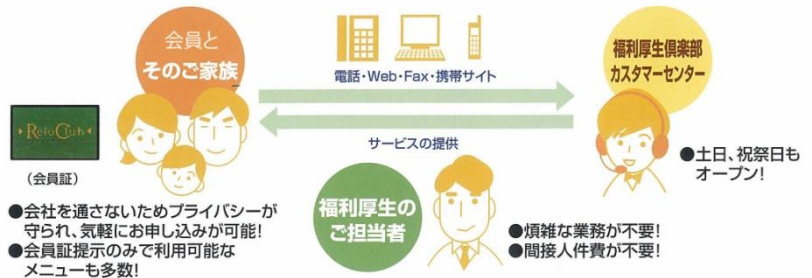 会員と
そのご家族
電話・Web・Fax・携帯サイト
福利厚生倶楽部
カスタマーセンター
ReloClub
(会員証)
サービスの提供
●土日、祝祭日も
オープン!
●会社を通さないためプライバシーが
守られ、気軽にお申し込みが可能!
●会員証提示のみで利用可能な
メニューも多数!
福利厚生の
ご担当者
●煩雑な業務が不要!
●間接人件費が不要!